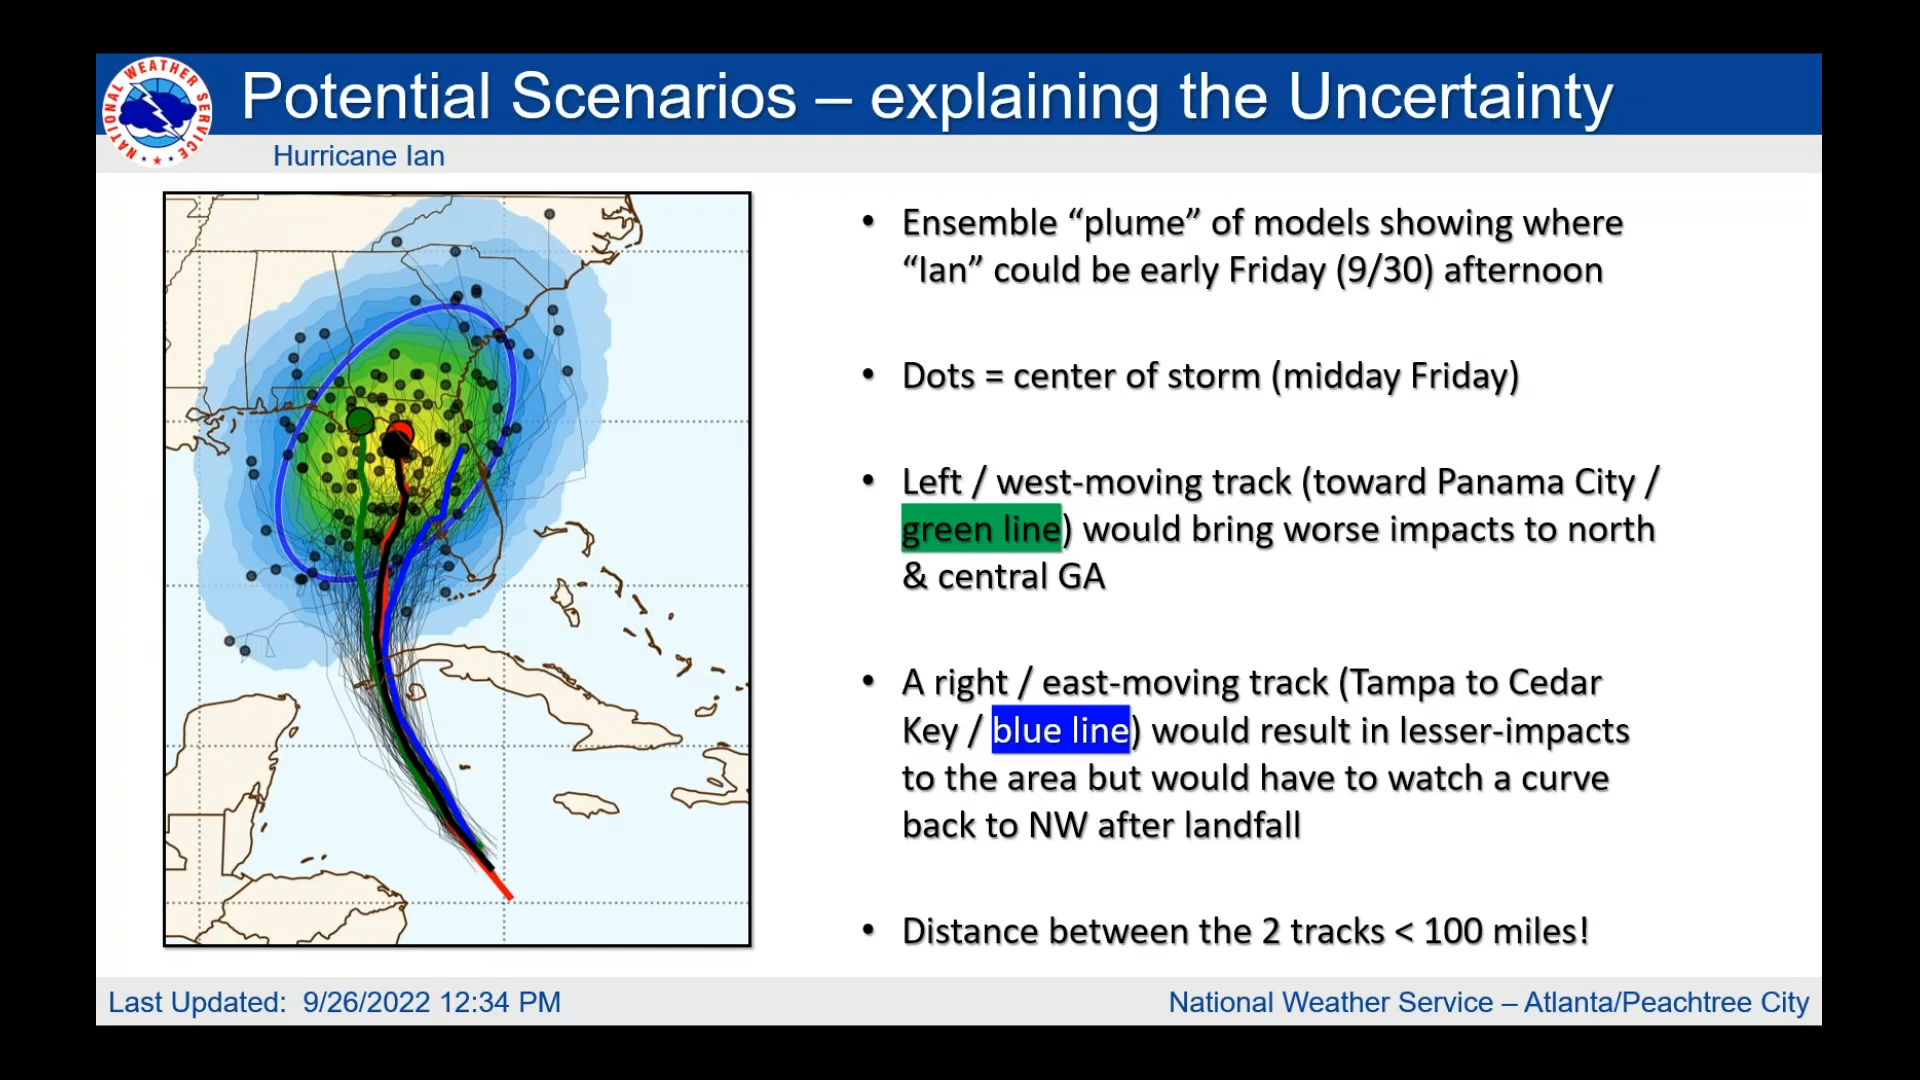 Potential Scenarios – explaining the Uncertainty
NATIONAL WEATHER SERVICE
Hurricane Ian
• Ensemble “plume” of models showing where
“Ian” could be early Friday (9/30) afternoon
• Dots = center of storm (midday Friday)
• Left / west-moving track (toward Panama City /
green line) would bring worse impacts to north
& central GA
• A right / east-moving track (Tampa to Cedar
Key / blue line) would result in lesser-impacts
to the area but would have to watch a curve
back to NW after landfall
• Distance between the 2 tracks < 100 miles!
Last Updated: 9/26/2022 12:34 PM
National Weather Service – Atlanta/Peachtree City